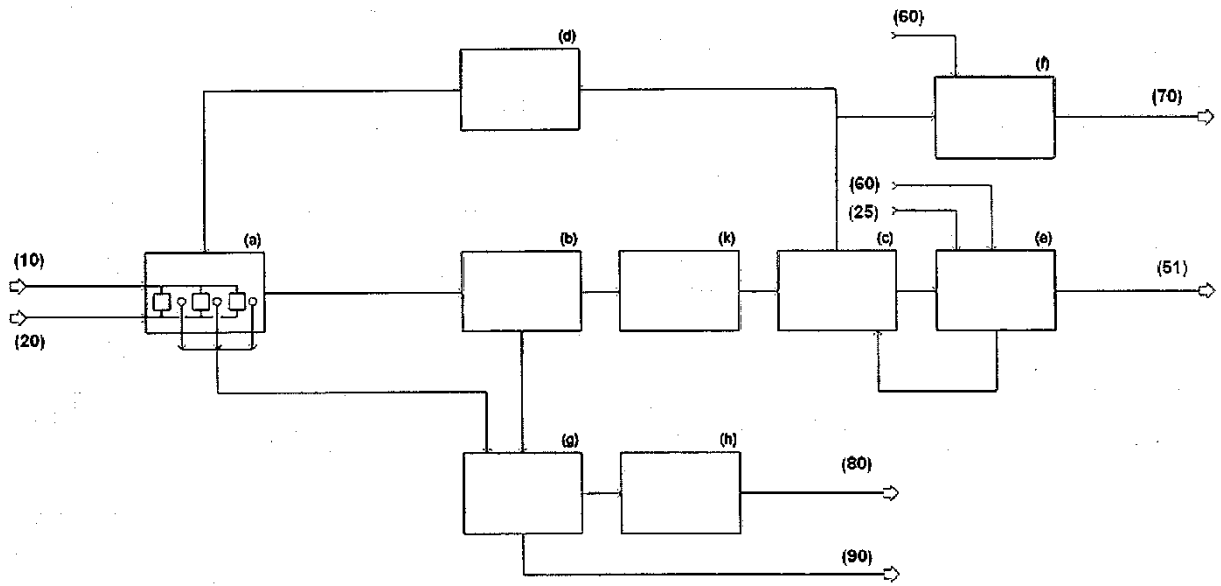 (60)
(d)
(f)
(70)
(60)
(25)
(a)
(b)
(k)
(c)
(e)
(10)
(51)
(20)
(g)
(h)
(80)
(90)